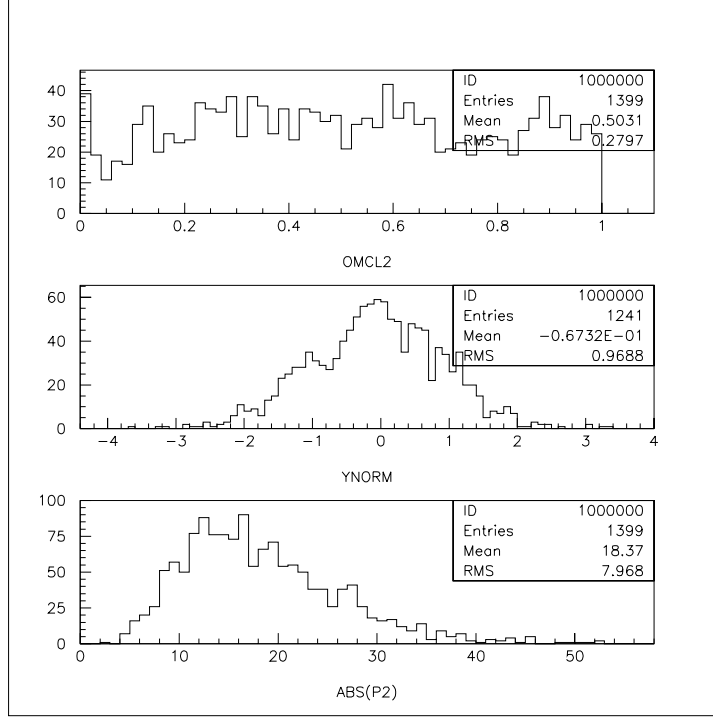 ID 1000000
Entries 1399
Mean 0.5031
RMS 0.2797
40
30
20
10
0
0 0.2 0.4 0.6 0.8 1
OMCL2
ID 1000000
Entries 1241
Mean −0.6732E−01
RMS 0.9688
60
40
20
0
−4 −3 −2 −1 0 1 2 3 4
YNORM
ID 1000000
Entries 1399
Mean 18.37
RMS 7.968
100
75
50
25
0
0 10 20 30 40 50
ABS(P2)